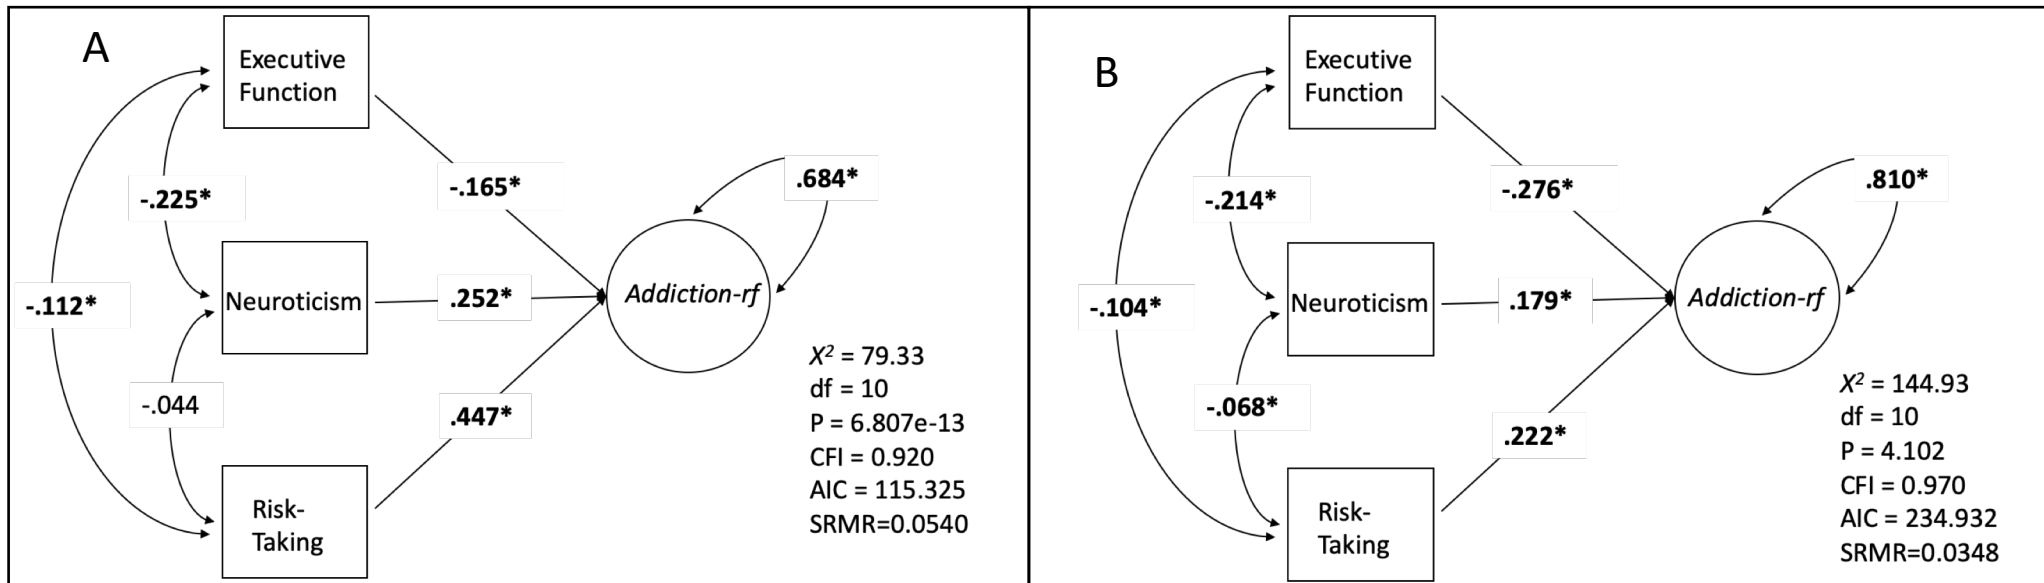 A
Executive
Function
-.165*
.684*
-.225*
Neuroticism
.252*
Addiction-rf
-.112*
-.044
.447*
Risk-
Taking
X² = 79.33
df = 10
P = 6.807e-13
CFI = 0.920
AIC = 115.325
SRMR=0.0540
B
Executive
Function
-.276*
.810*
-.214*
Neuroticism
.179*
Addiction-rf
-.104*
-.068*
.222*
Risk-
Taking
X² = 144.93
df = 10
P = 4.102
CFI = 0.970
AIC = 234.932
SRMR=0.0348